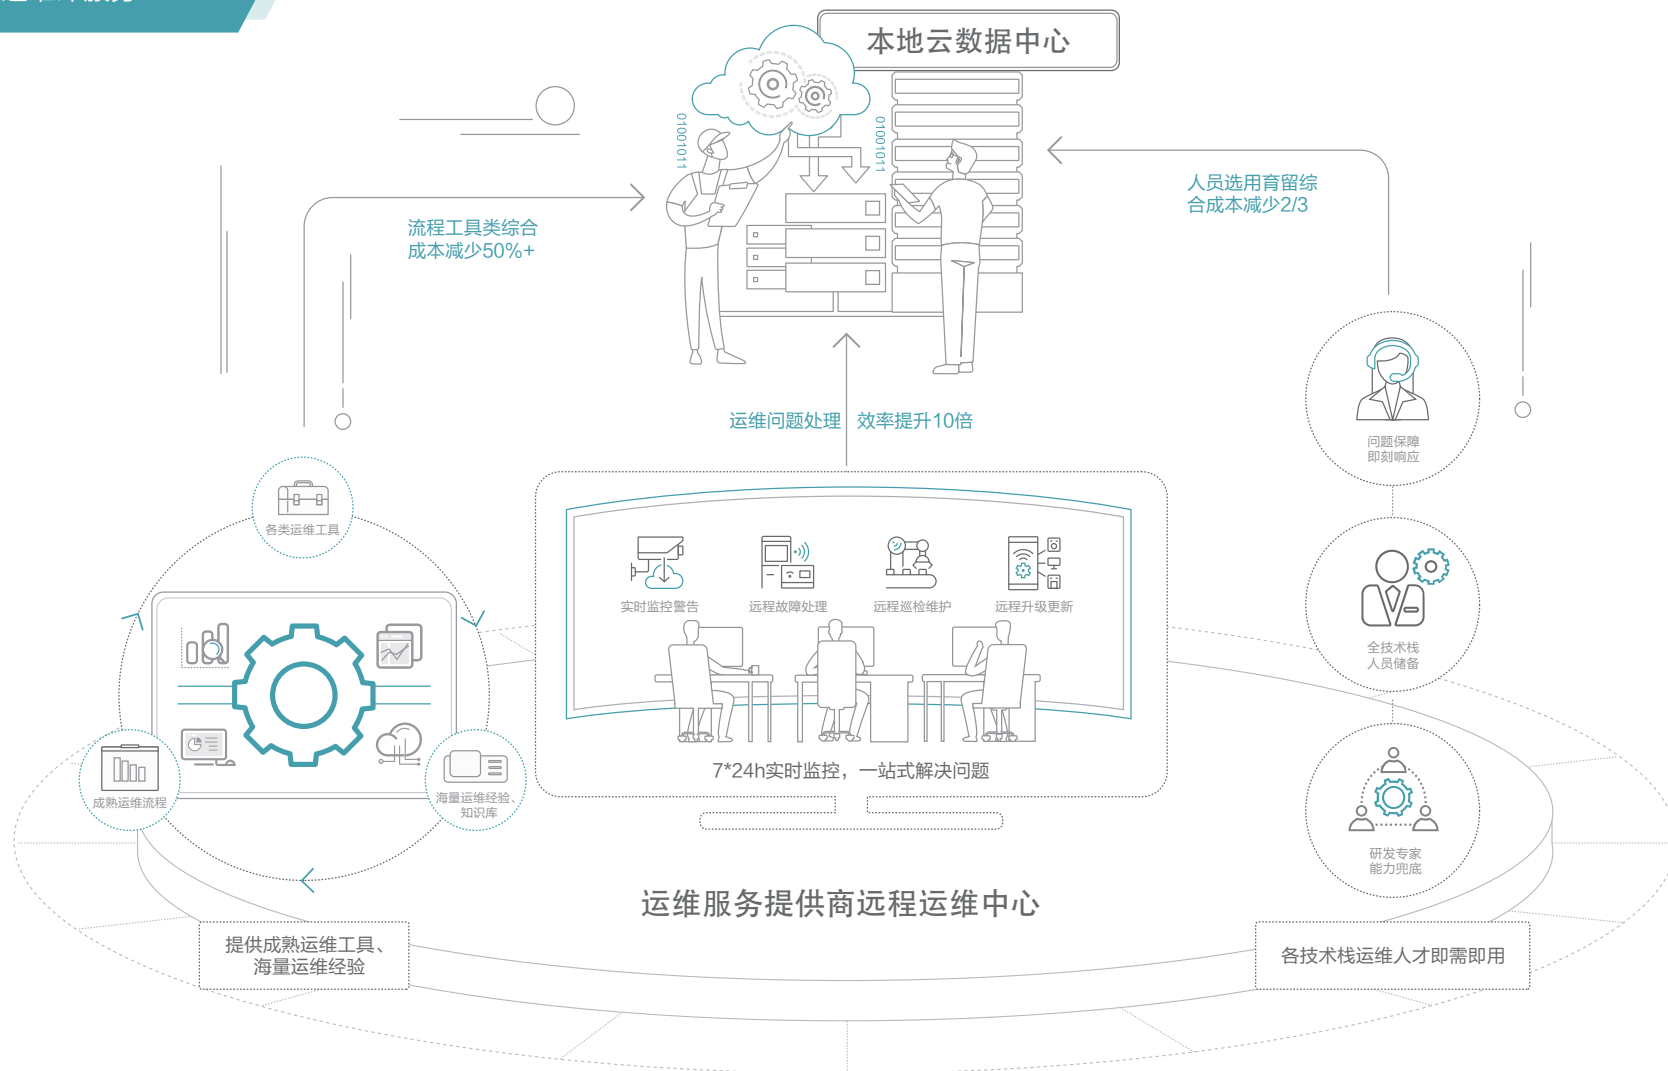 本地云数据中心
01001011
01001011
人员选用育留综
合成本减少2/3
流程工具类综合
成本减少50%+
运维问题处理 效率提升10倍
问题保障
即刻响应
各类运维工具
实时监控警告
远程故障处理
远程巡检维护
远程升级更新
全技术栈
人员储备
7*24h实时监控，一站式解决问题
成熟运维流程
海量运维经验、
知识库
研发专家
能力兜底
运维服务提供商远程运维中心
提供成熟运维工具、
海量运维经验
各技术栈运维人才即需即用